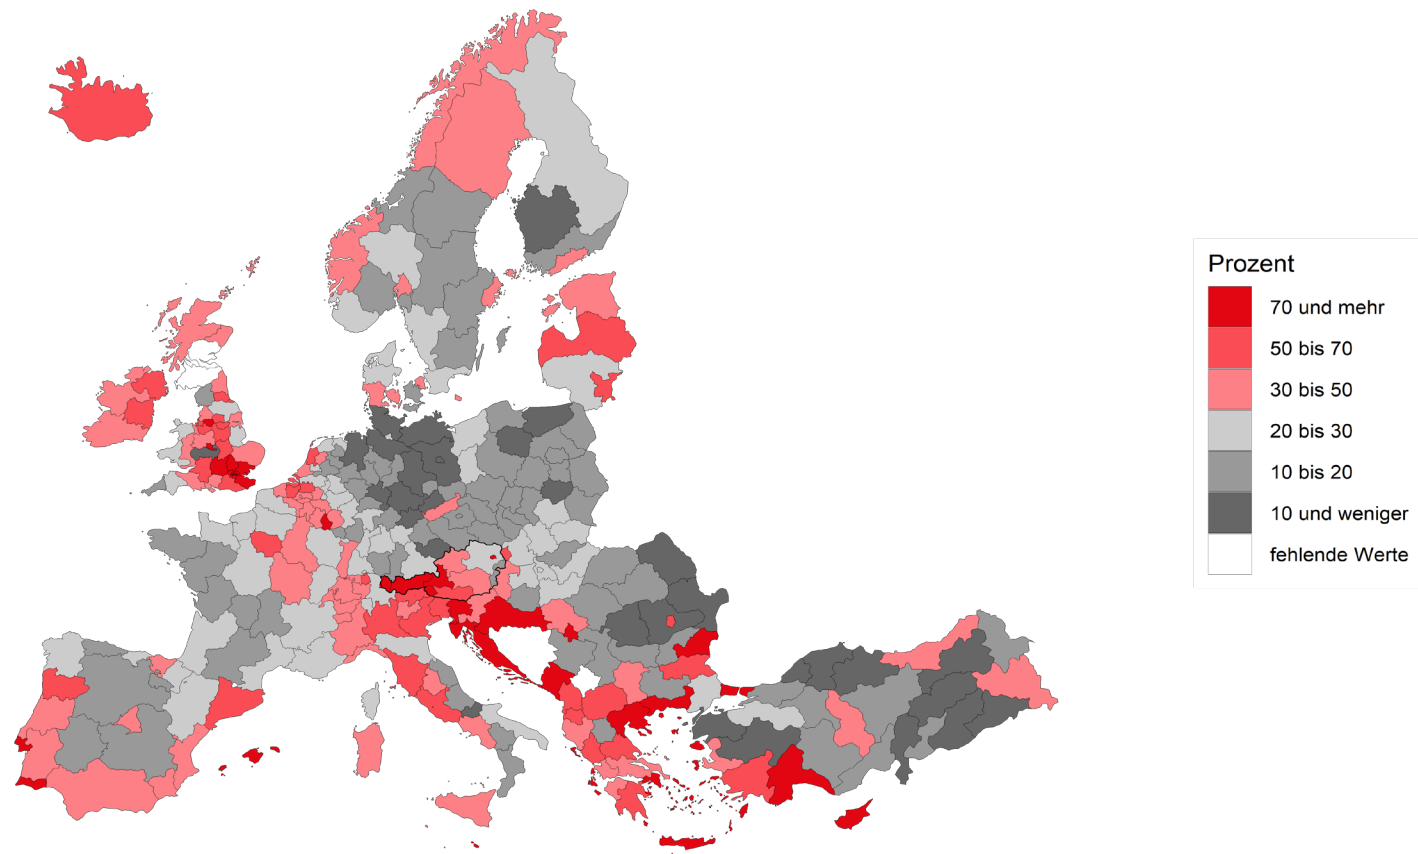 Prozent
70 und mehr
50 bis 70
30 bis 50
20 bis 30
10 bis 20
10 und weniger
fehlende Werte